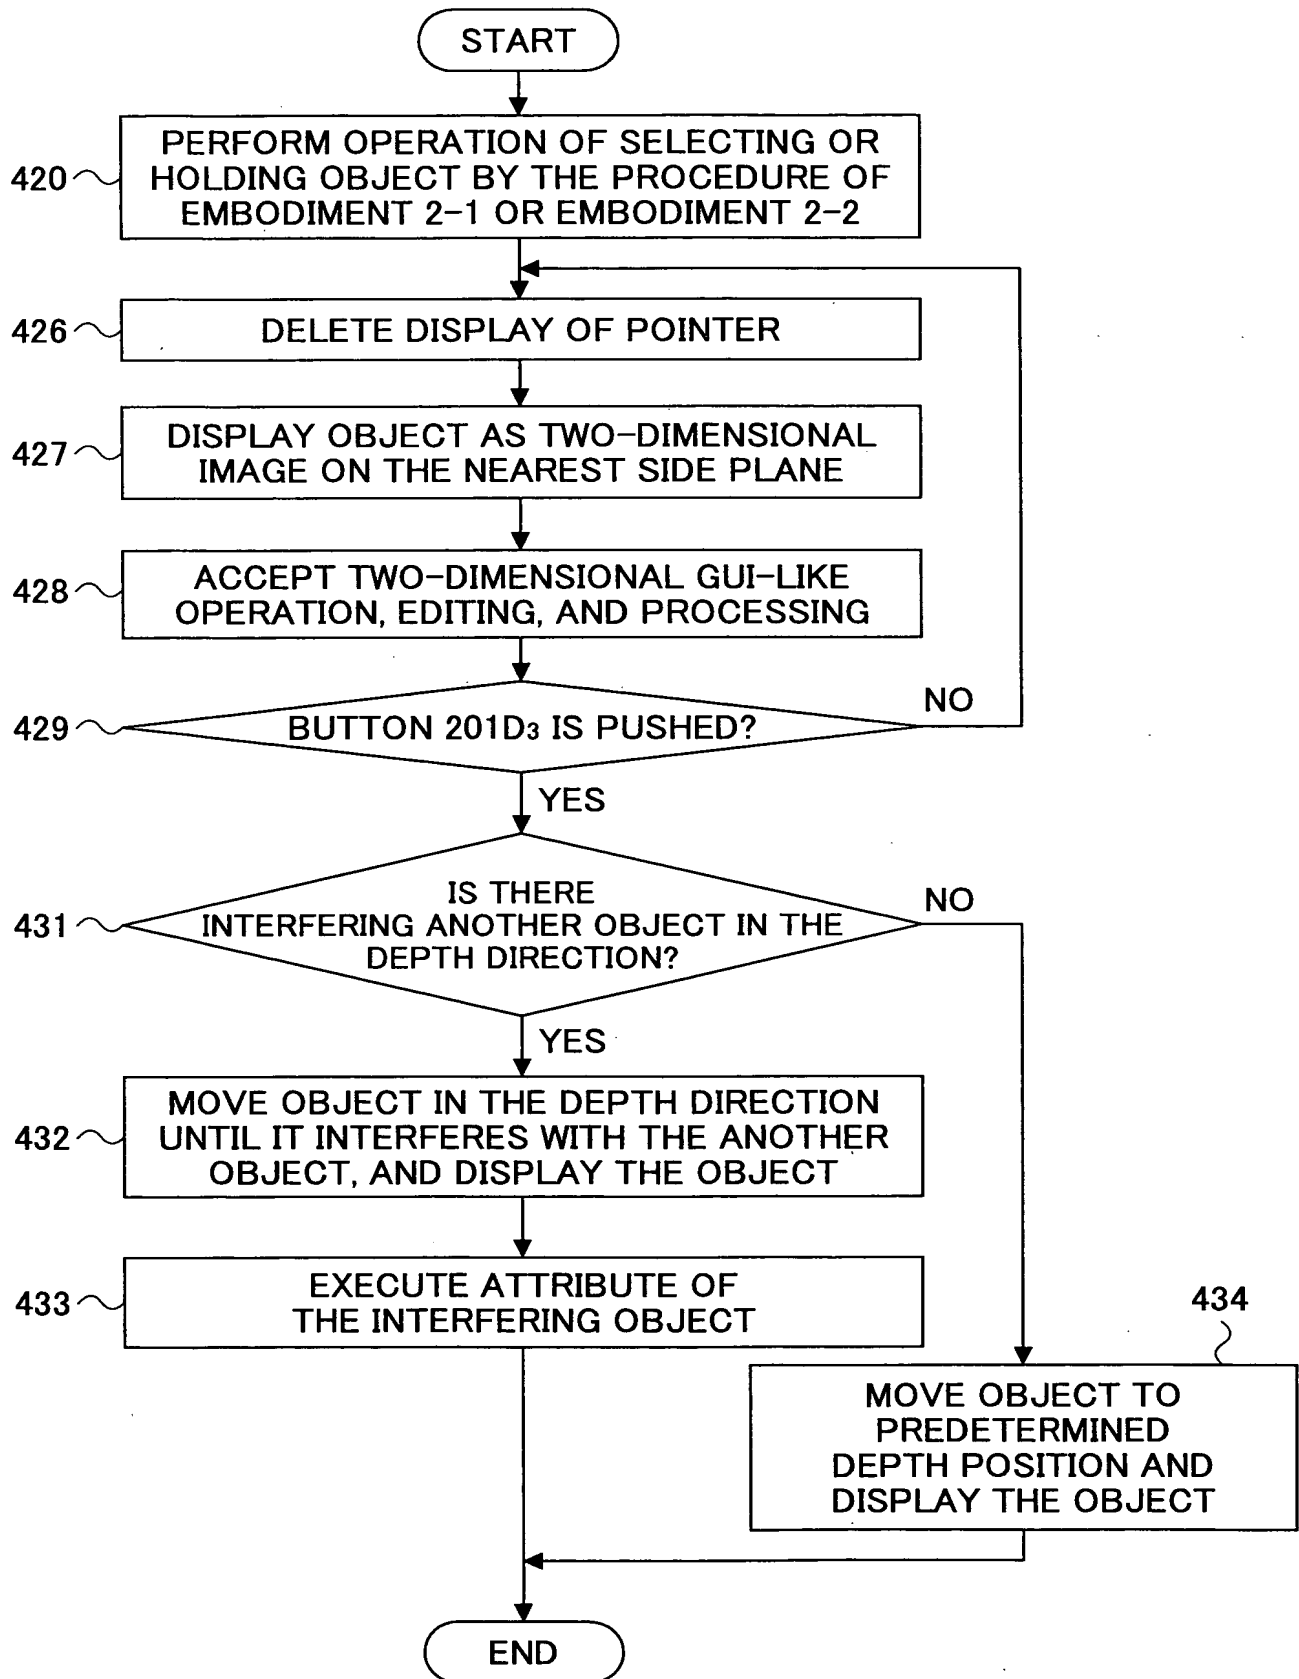 START
420
PERFORM OPERATION OF SELECTING OR
HOLDING OBJECT BY THE PROCEDURE OF
EMBODIMENT 2-1 OR EMBODIMENT 2-2
426
DELETE DISPLAY OF POINTER
427
DISPLAY OBJECT AS TWO-DIMENSIONAL
IMAGE ON THE NEAREST SIDE PLANE
428
ACCEPT TWO-DIMENSIONAL GUI-LIKE
OPERATION, EDITING, AND PROCESSING
429
BUTTON 201D3 IS PUSHED?
NO
YES
431
IS THERE
INTERFERING ANOTHER OBJECT IN THE
DEPTH DIRECTION?
NO
YES
432
MOVE OBJECT IN THE DEPTH DIRECTION
UNTIL IT INTERFERES WITH THE ANOTHER
OBJECT, AND DISPLAY THE OBJECT
433
EXECUTE ATTRIBUTE OF
THE INTERFERING OBJECT
434
MOVE OBJECT TO
PREDETERMINED
DEPTH POSITION AND
DISPLAY THE OBJECT
END